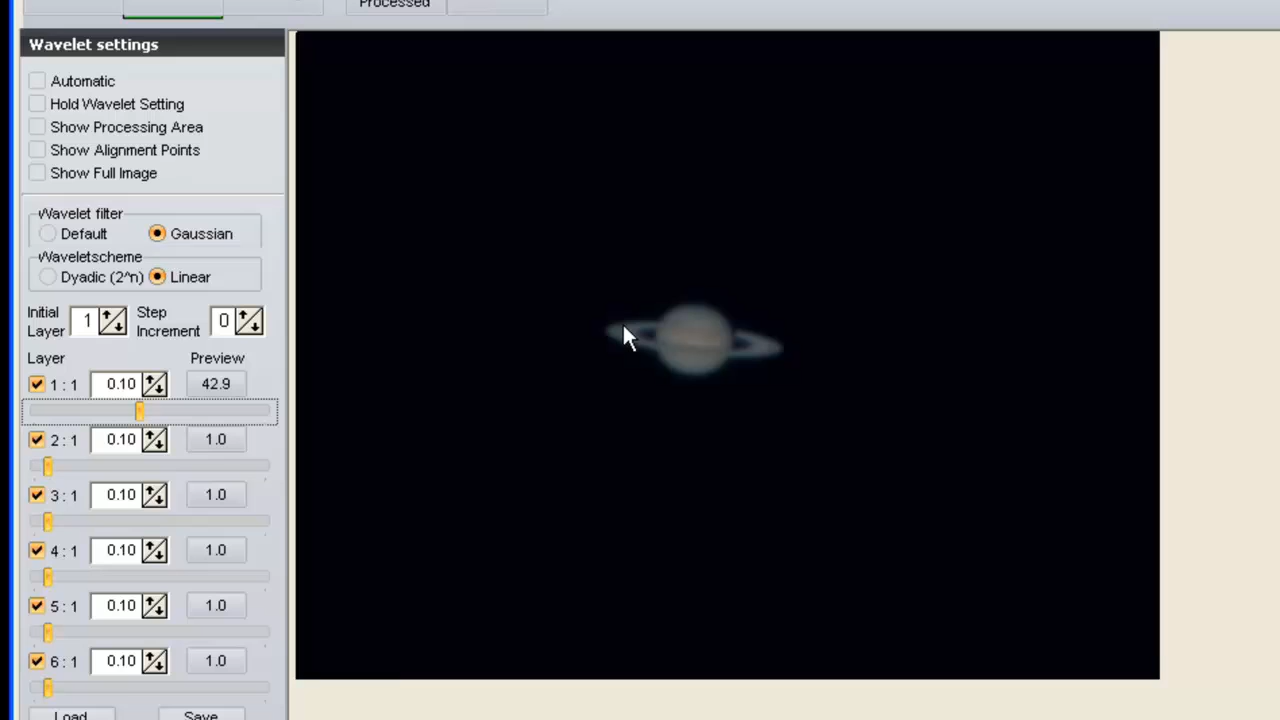 Processed
Wavelet settings
Automatic
Hold Wavelet Setting
Show Processing Area
Show Alignment Points
Show Full Image
Wavelet filter
Default Gaussian
Waveletscheme
Dyadic (2^n) Linear
Initial Layer 1 Step Increment 0
Layer Preview
1 : 1 0.10 42.9
2 : 1 0.10 1.0
3 : 1 0.10 1.0
4 : 1 0.10 1.0
5 : 1 0.10 1.0
6 : 1 0.10 1.0
Load Save